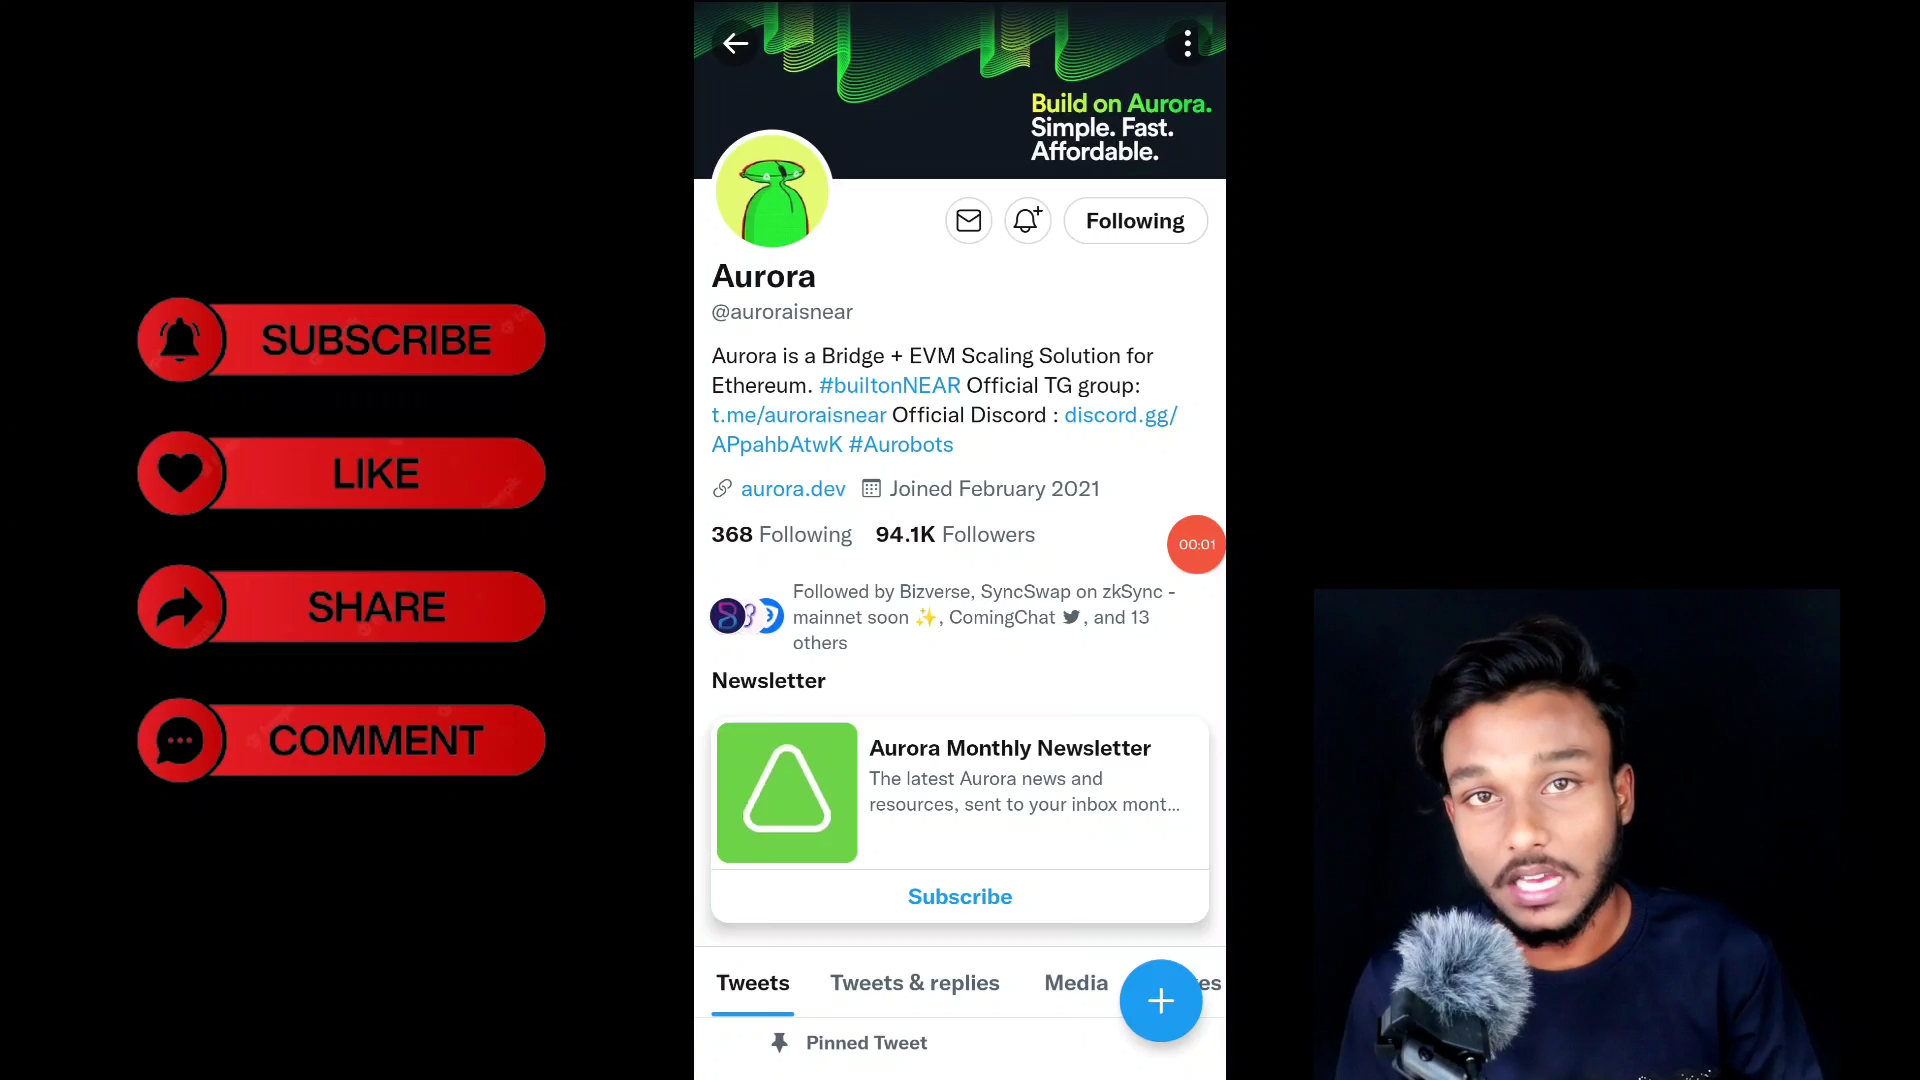 SUBSCRIBE
LIKE
SHARE
COMMENT
Build on Aurora.
Simple. Fast.
Affordable.
Following
Aurora
@auroraisnear
Aurora is a Bridge + EVM Scaling Solution for
Ethereum. #builtonNEAR Official TG group:
t.me/auroraisnear Official Discord : discord.gg/
APpahbAtwK #Aurobots
aurora.dev Joined February 2021
368 Following 94.1K Followers
00:01
Followed by Bizverse, SyncSwap on zkSync -
mainnet soon ✨, ComingChat, and 13
others
Newsletter
Aurora Monthly Newsletter
The latest Aurora news and
resources, sent to your inbox mont...
Subscribe
Tweets Tweets & replies Media
Pinned Tweet